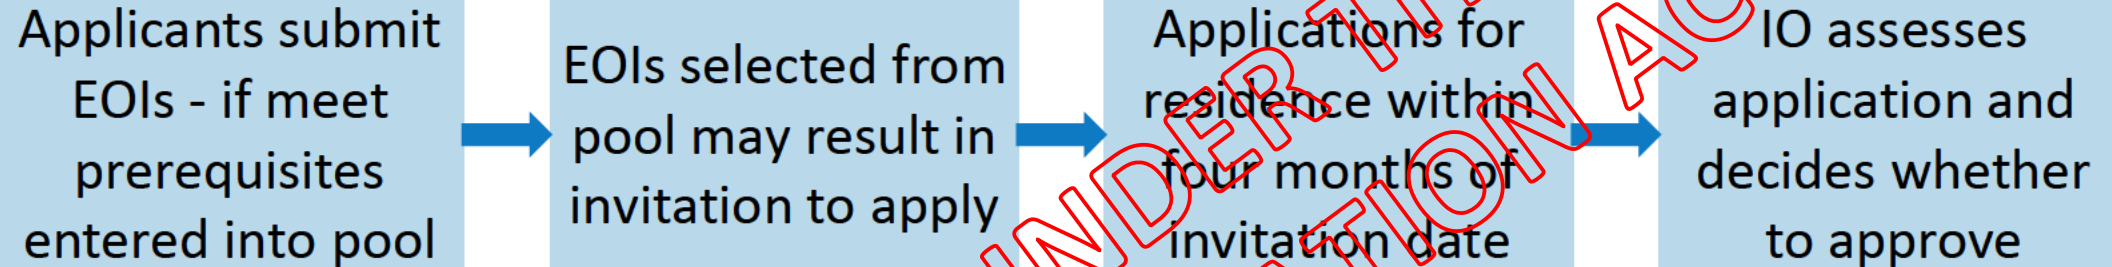 Applicants submit
EOIs - if meet
prerequisites
entered into pool
EOIs selected from
pool may result in
invitation to apply
Applications for
residence within
four months of
invitation date
IO assesses
application and
decides whether
to approve